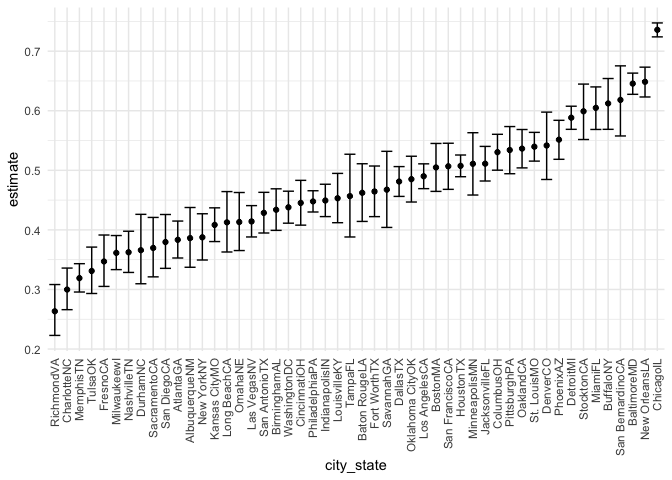 0.7
0.6
0.5
0.4
0.3
0.2
estimate
RichmondVA
CharlotteNC
MemphisTN
TulsaOK
FresnoCA
MilwaukeewI
NashvilleTN
DurhamNC
SacramentoCA
San DiegoCA
AtlantaGA
AlbuquerqueNM
New YorkNY
Kansas CityMO
Long BeachCA
OmahaNE
Las VegasNV
San AntonioTX
BirminghamAL
WashingtonDC
CincinnatiOH
PhiladelphiaPA
IndianapolisIN
LouisvilleKY
TampaFL
Baton RougeLA
Fort WorthTX
SavannahGA
DallasTX
Oklahoma CityOK
Los AngelesCA
BostonMA
San FranciscoCA
HoustonTX
MinneapolisMN
JacksonvilleFL
ColumbusOH
PittsburghPA
OaklandCA
St. LouisMO
DenverCO
PhoenixAZ
DetroitMI
StocktonCA
MiamiFL
BuffaloNY
San BernardinoCA
BaltimoreMD
New OrleansLA
ChicagoIL
city_state